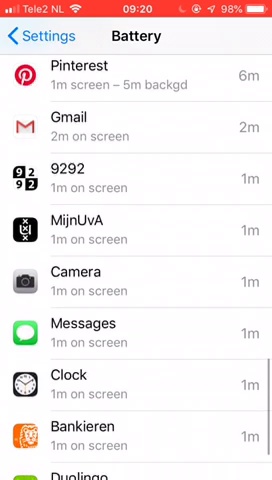 Tele2 NL 09:20 98%
Settings Battery
Pinterest
1m screen – 5m backgd 6m
Gmail
2m on screen 2m
9292
1m on screen 1m
MijnUvA
1m on screen 1m
Camera
1m on screen 1m
Messages
1m on screen 1m
Clock
1m on screen 1m
Bankieren
1m on screen 1m
Duolingo